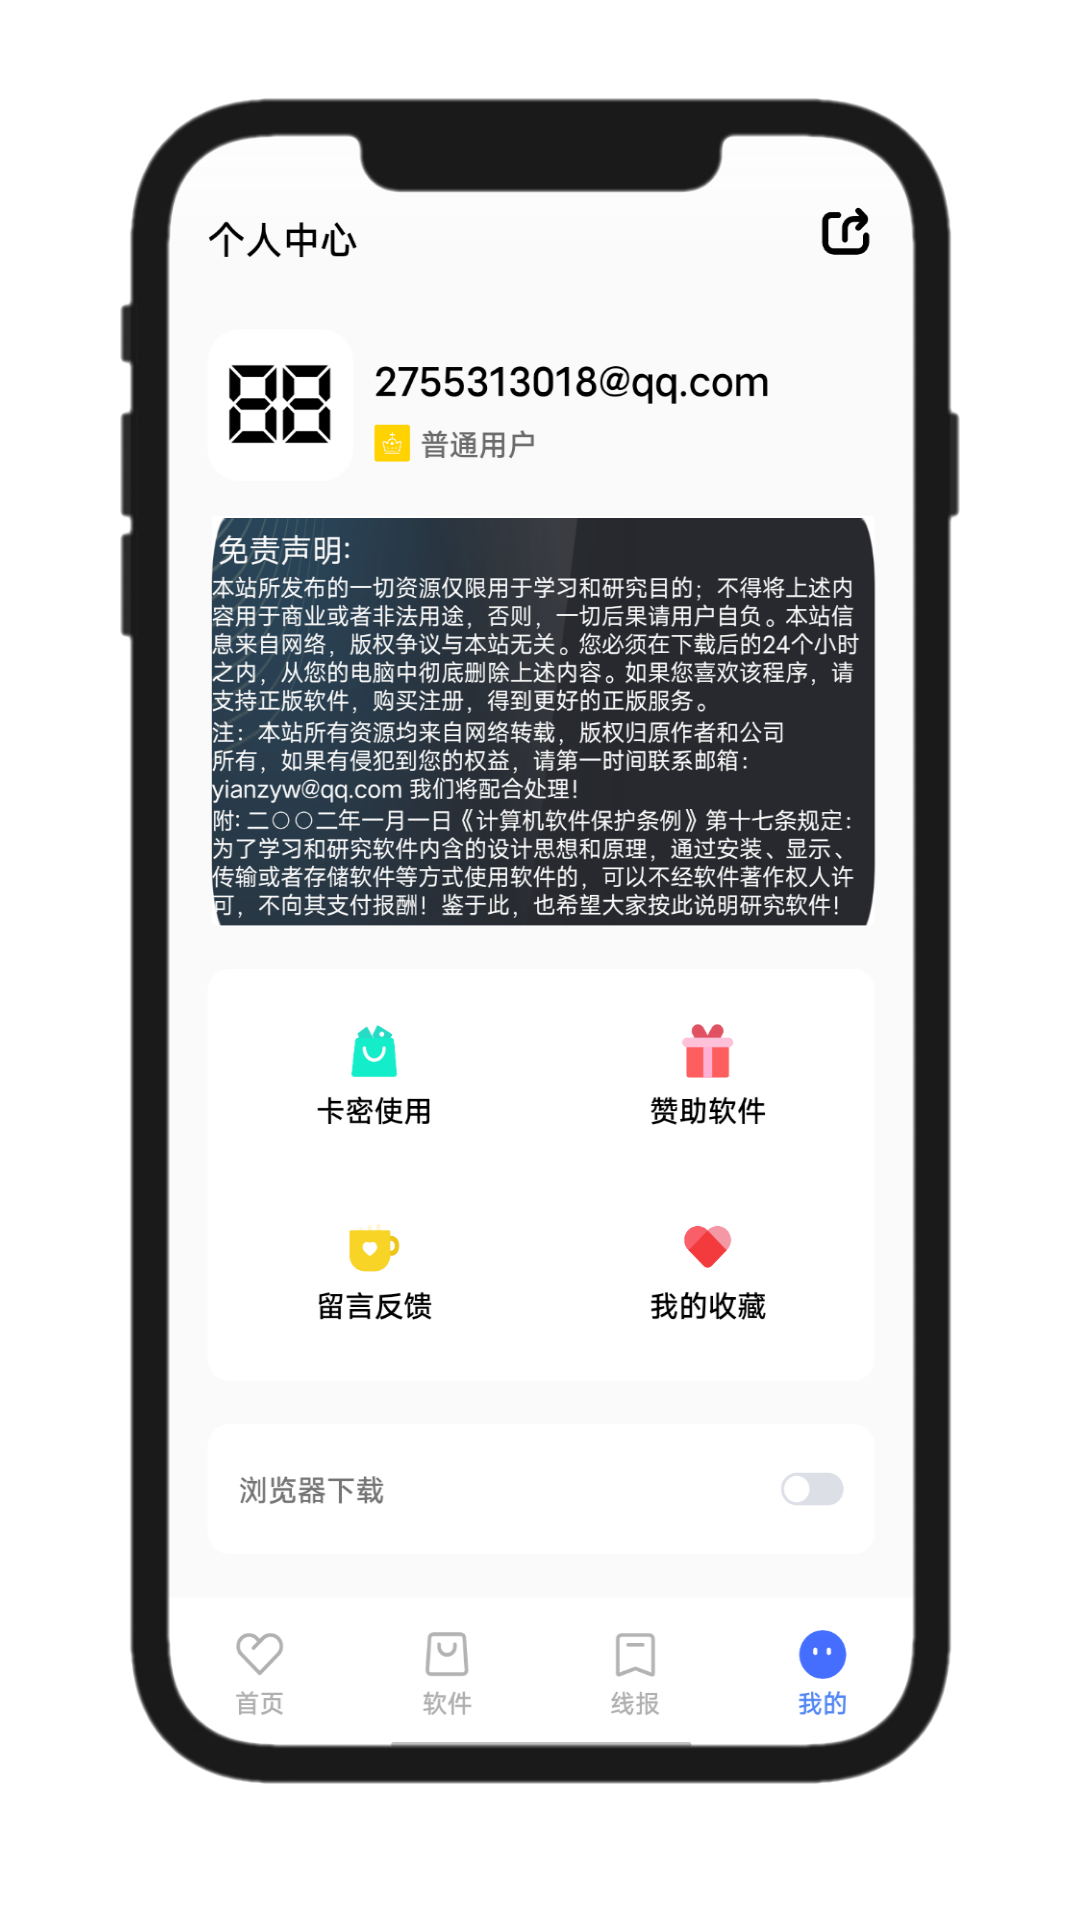 个人中心
88
2755313018@qq.com
普通用户
免责声明:
本站所发布的一切资源仅限用于学习和研究目的；不得将上述内
容用于商业或者非法用途，否则，一切后果请用户自负。本站信
息来自网络，版权争议与本站无关。您必须在下载后的24个小时
之内，从您的电脑中彻底删除上述内容。如果您喜欢该程序，请
支持正版软件，购买注册，得到更好的正版服务。
注：本站所有资源均来自网络转载，版权归原作者和公司
所有，如果有侵犯到您的权益，请第一时间联系邮箱：
yianzyw@qq.com 我们将配合处理！
附: 二○○二年一月一日《计算机软件保护条例》第十七条规定：
为了学习和研究软件内含的设计思想和原理，通过安装、显示、
传输或者存储软件等方式使用软件的，可以不经软件著作权人许
可，不向其支付报酬！鉴于此，也希望大家按此说明研究软件！
卡密使用
赞助软件
留言反馈
我的收藏
浏览器下载
首页
软件
线报
我的